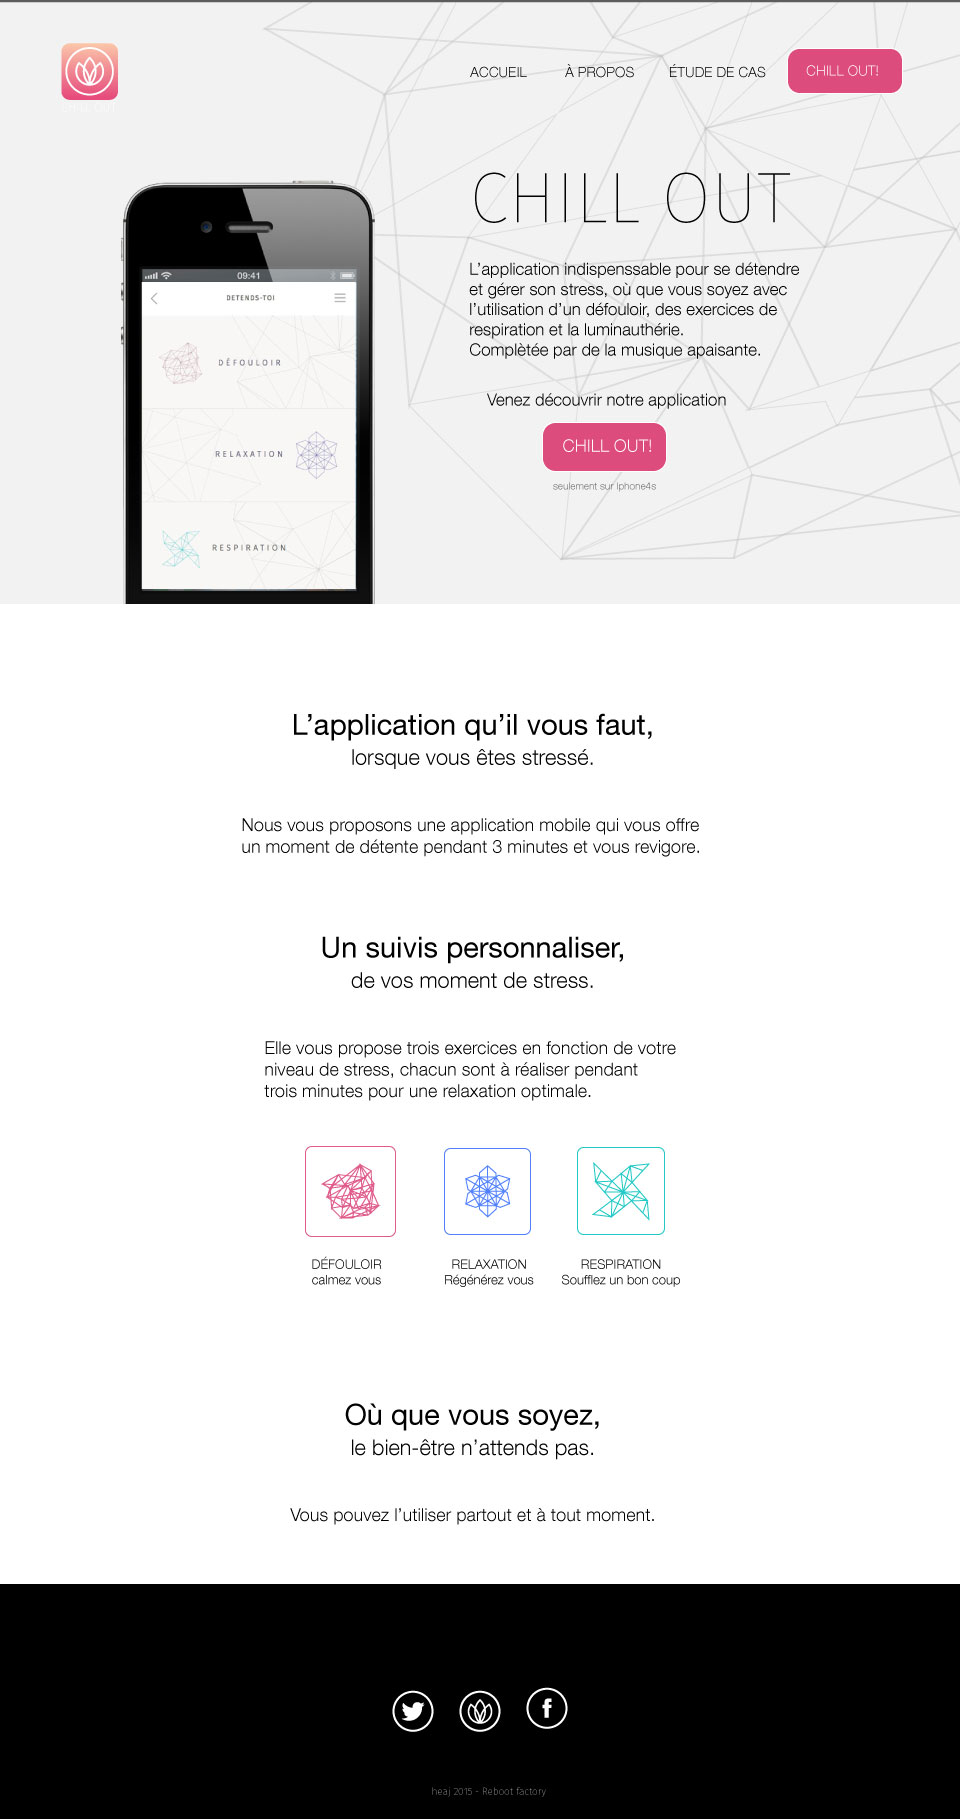 ACCUEIL À PROPOS ÉTUDE DE CAS CHILL OUT!
CHILL OUT
CHILL OUT
L’application indispenssable pour se détendre
et gérer son stress, où que vous soyez avec
l’utilisation d’un défouloir, des exercices de
respiration et la luminauthérie.
Complètée par de la musique apaisante.
Venez découvrir notre application
CHILL OUT!
seulement sur Iphone4s
09:41
DETENDS-TOI
DÉFOULOIR
RELAXATION
RESPIRATION
L’application qu’il vous faut,
lorsque vous êtes stressé.
Nous vous proposons une application mobile qui vous offre
un moment de détente pendant 3 minutes et vous revigore.
Un suivis personnaliser,
de vos moment de stress.
Elle vous propose trois exercices en fonction de votre
niveau de stress, chacun sont à réaliser pendant
trois minutes pour une relaxation optimale.
DÉFOULOIR
calmez vous
RELAXATION
Régénérez vous
RESPIRATION
Soufflez un bon coup
Où que vous soyez,
le bien-être n’attends pas.
Vous pouvez l’utiliser partout et à tout moment.
heaj 2015 - Reboot factory